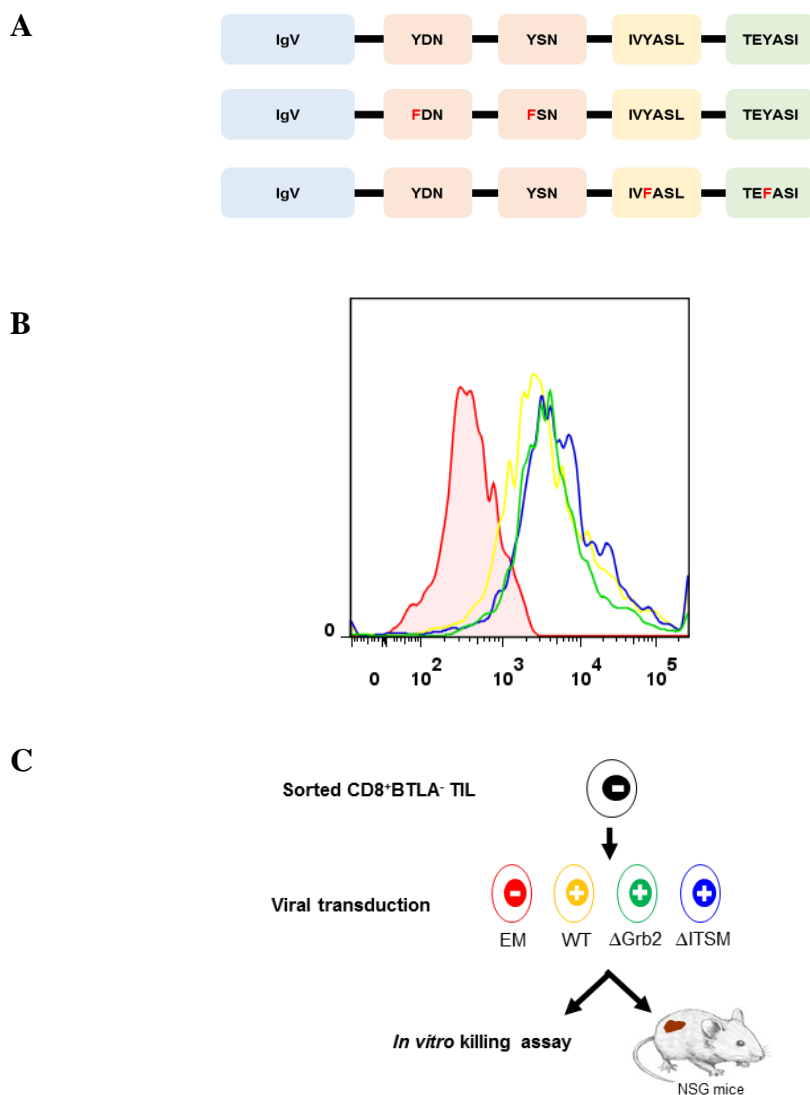 A
IgV YDN YSN IVYASL TEYASI
IgV FDN FSN IVYASL TEYASI
IgV YDN YSN IVFASL TEFASI
B
0
0 10² 10³ 10⁴ 10⁵
C
Sorted CD8⁺BTLA⁻ TIL
Viral transduction
EM WT ΔGrb2 ΔITSM
In vitro killing assay
NSG mice